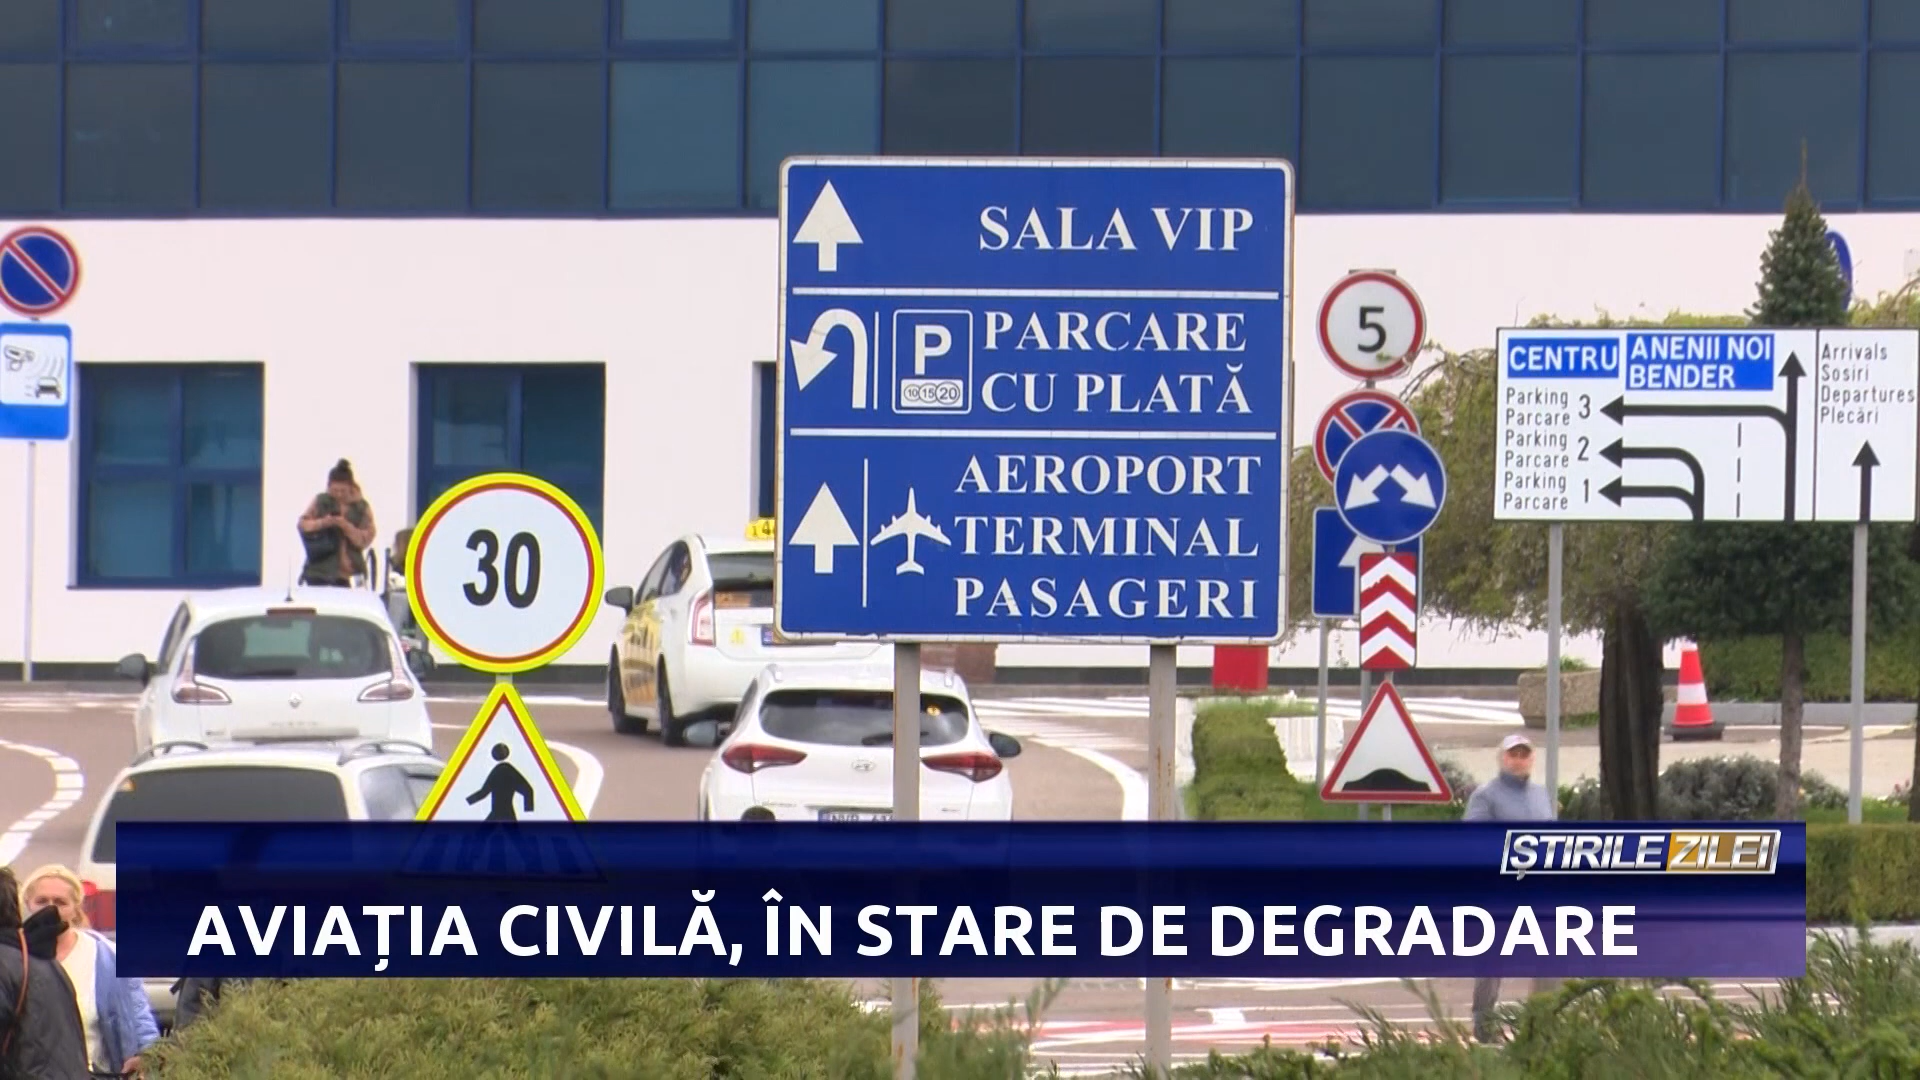 SALA VIP
P
10 15 20
PARCARE
CU PLATĂ
AEROPORT
TERMINAL
PASAGERI
30
5
CENTRU
ANENII NOI
BENDER
Parking
Parcare 3
Parking
Parcare 2
Parking
Parcare 1
Arrivals
Sosiri
Departures
Plecări
ȘTIRILE ZILEI
AVIAȚIA CIVILĂ, ÎN STARE DE DEGRADARE